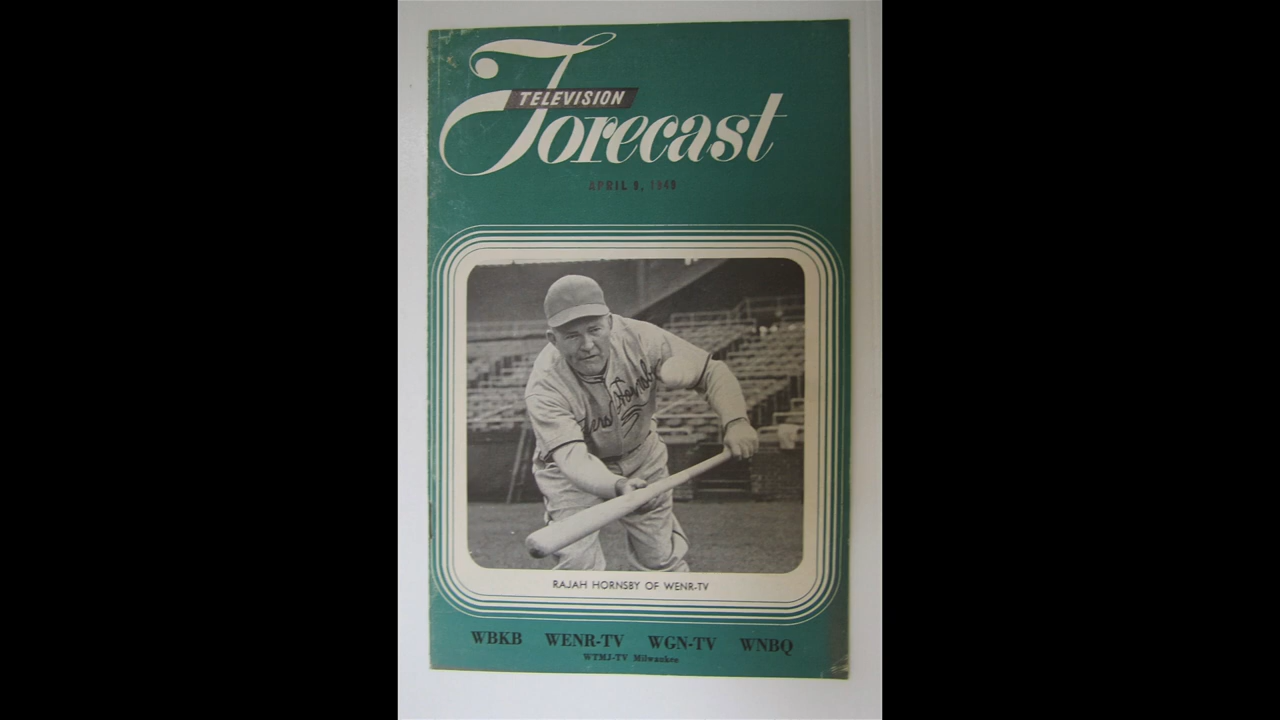 TELEVISION
Forecast
APRIL 9, 1949
Hornsby
RAJAH HORNSBY OF WENR-TV
WBKB WENR-TV WGN-TV WNBQ
WTMJ-TV Milwaukee